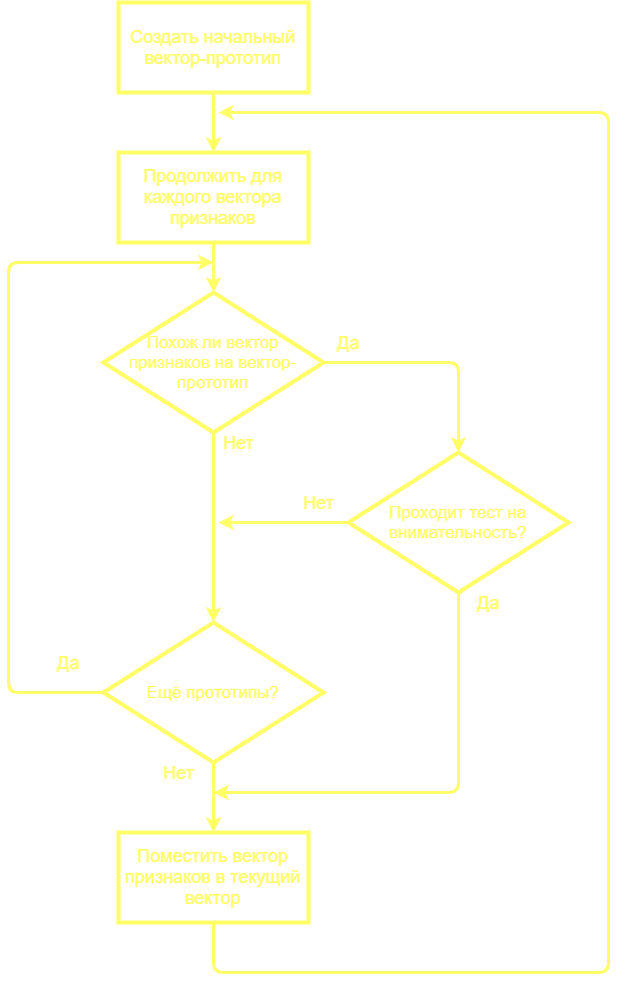 Создать начальный
вектор-прототип
Продолжить для
каждого вектора
признаков
Похож ли вектор
признаков на вектор-
прототип
Да
Нет
Нет
Проходит тест на
внимательность?
Да
Да
Ещё прототипы?
Нет
Поместить вектор
признаков в текущий
вектор